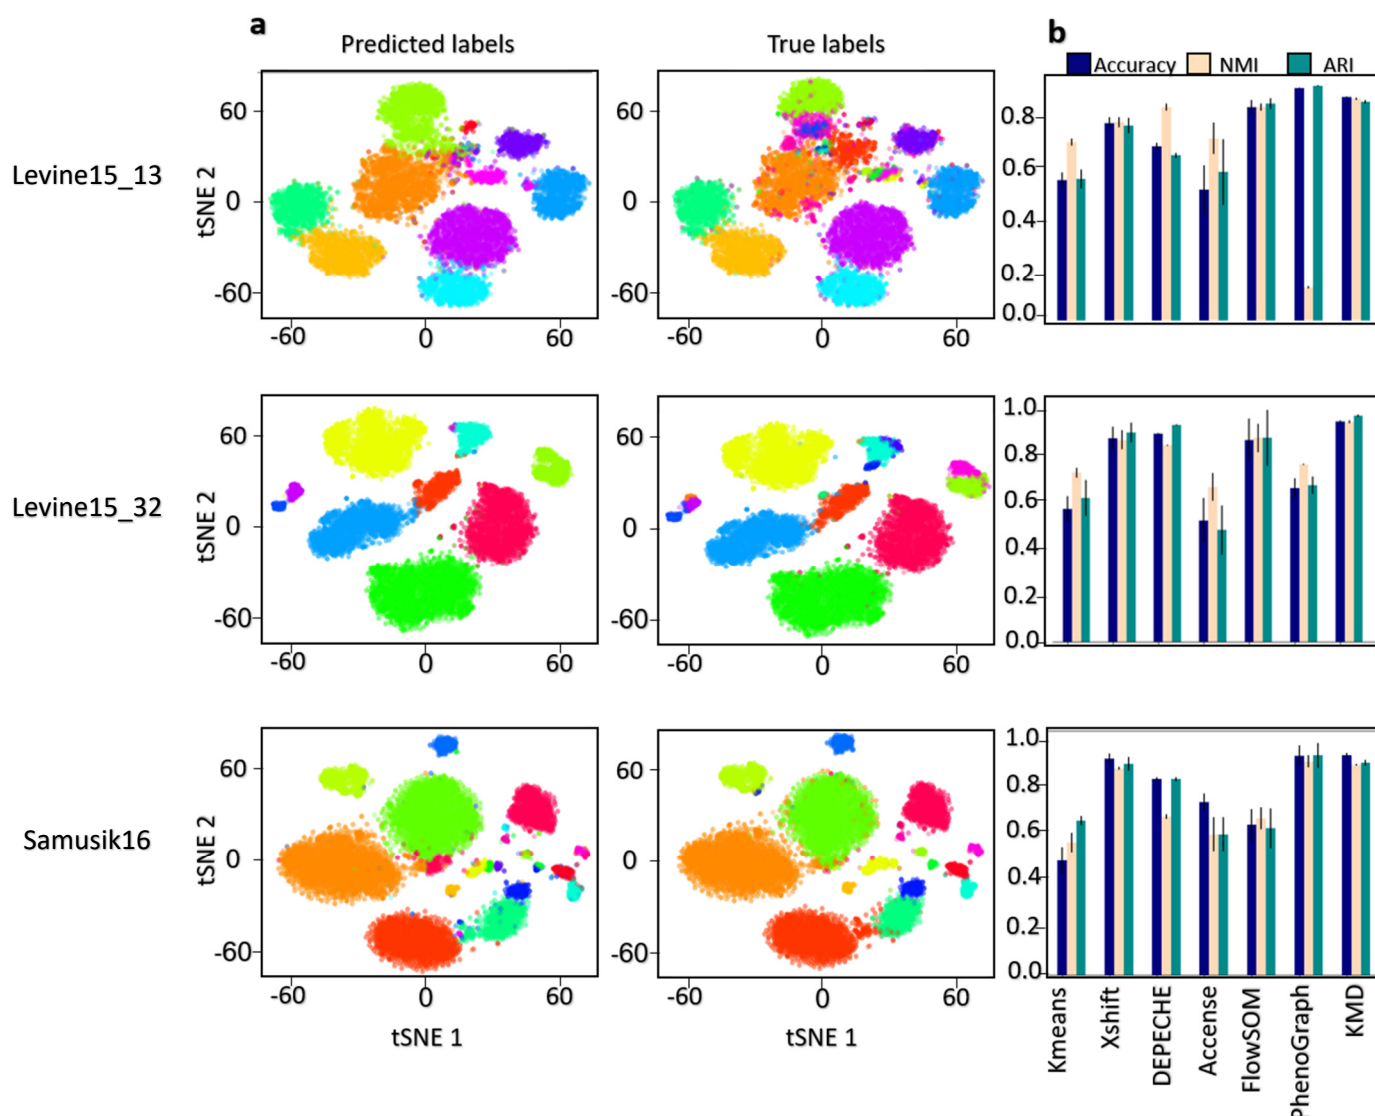 a
b
Predicted labels
True labels
Accuracy NMI ARI
Levine15_13
tSNE 2
60
0
-60
-60 0 60
60
0
-60
-60 0 60
0.8
0.6
0.4
0.2
0.0
Levine15_32
tSNE 2
60
0
-60
-60 0 60
60
0
-60
-60 0 60
1.0
0.8
0.6
0.4
0.2
0.0
Samusik16
tSNE 2
60
0
-60
-60 0 60
tSNE 1
60
0
-60
-60 0 60
tSNE 1
1.0
0.8
0.6
0.4
0.2
0.0
Kmeans
Xshift
DEPECHE
Accense
FlowSOM
PhenoGraph
KMD